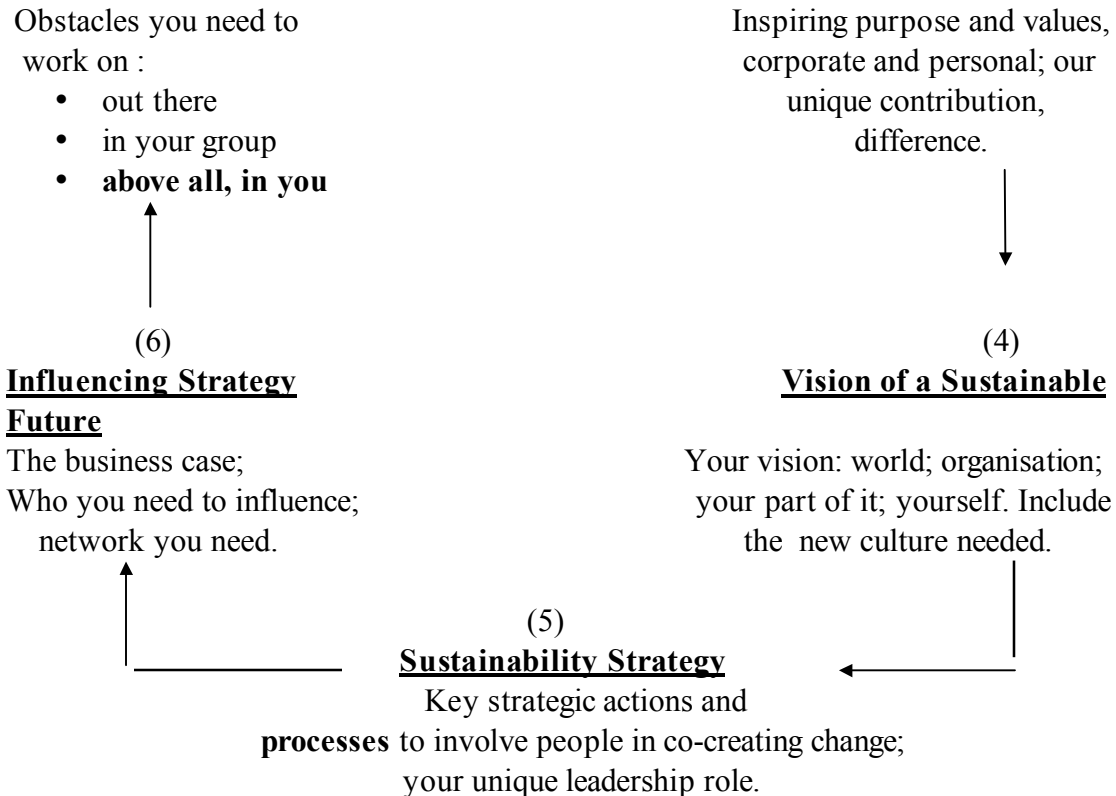 Obstacles you need to
work on :
• out there
• in your group
• above all, in you
Inspiring purpose and values,
corporate and personal; our
unique contribution,
difference.
(6)
Influencing Strategy
Future
The business case;
Who you need to influence;
network you need.
(4)
Vision of a Sustainable
Your vision: world; organisation;
your part of it; yourself. Include
the new culture needed.
(5)
Sustainability Strategy
Key strategic actions and
processes to involve people in co-creating change;
your unique leadership role.